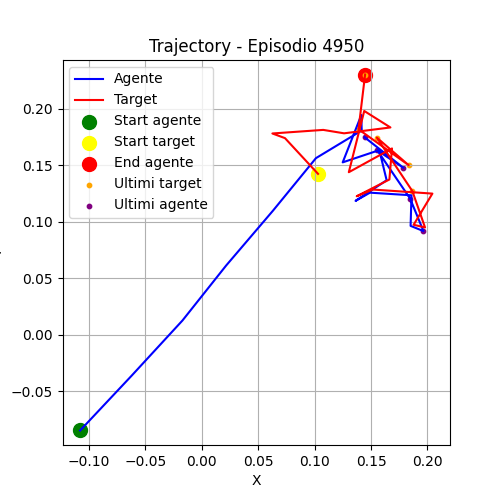 Trajectory - Episodio 4950
Agente
Target
Start agente
Start target
End agente
Ultimi target
Ultimi agente
0.20
0.15
0.10
0.05
0.00
−0.05
−0.10
−0.05
0.00
0.05
0.10
0.15
0.20
X